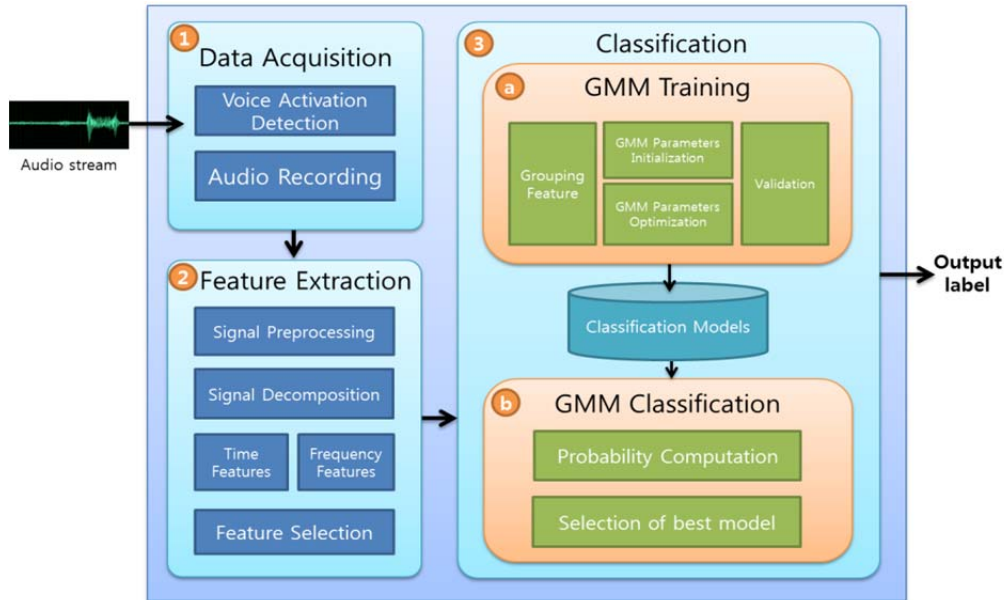 Audio stream
1
Data Acquisition
Voice Activation
Detection
Audio Recording
2
Feature Extraction
Signal Preprocessing
Signal Decomposition
Time
Features
Frequency
Features
Feature Selection
3
Classification
a
GMM Training
Grouping
Feature
GMM Parameters
Initialization
GMM Parameters
Optimization
Validation
Classification Models
b
GMM Classification
Probability Computation
Selection of best model
Output
label